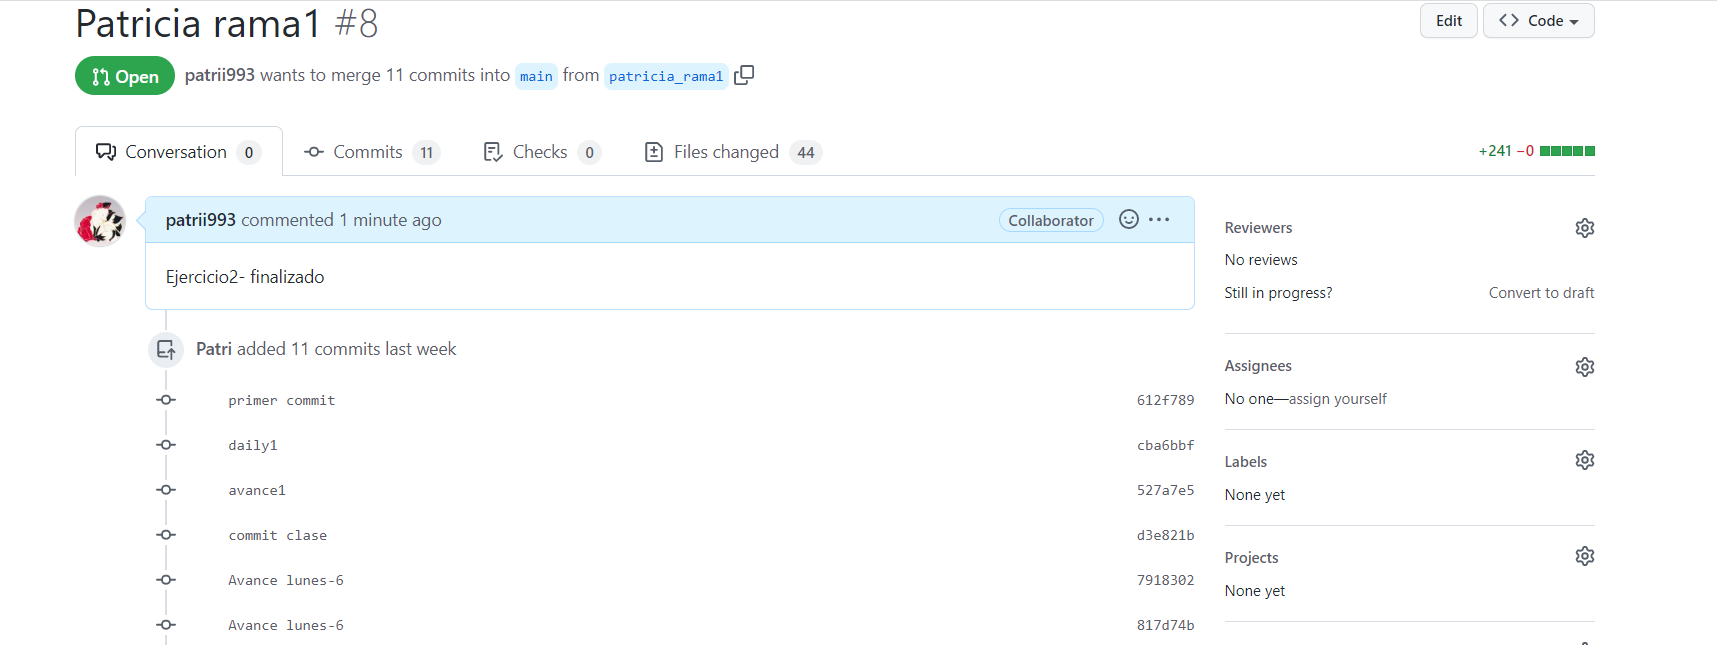 Patricia rama1 #8
Edit
<> Code
Open patrii993 wants to merge 11 commits into main from patricia_rama1
Conversation 0 Commits 11 Checks 0 Files changed 44
+241 −0
patrii993 commented 1 minute ago Collaborator
Ejercicio2- finalizado
Patri added 11 commits last week
primer commit 612f789
daily1 cba6bbf
avance1 527a7e5
commit clase d3e821b
Avance lunes-6 7918302
Avance lunes-6 817d74b
Reviewers
No reviews
Still in progress? Convert to draft
Assignees
No one—assign yourself
Labels
None yet
Projects
None yet